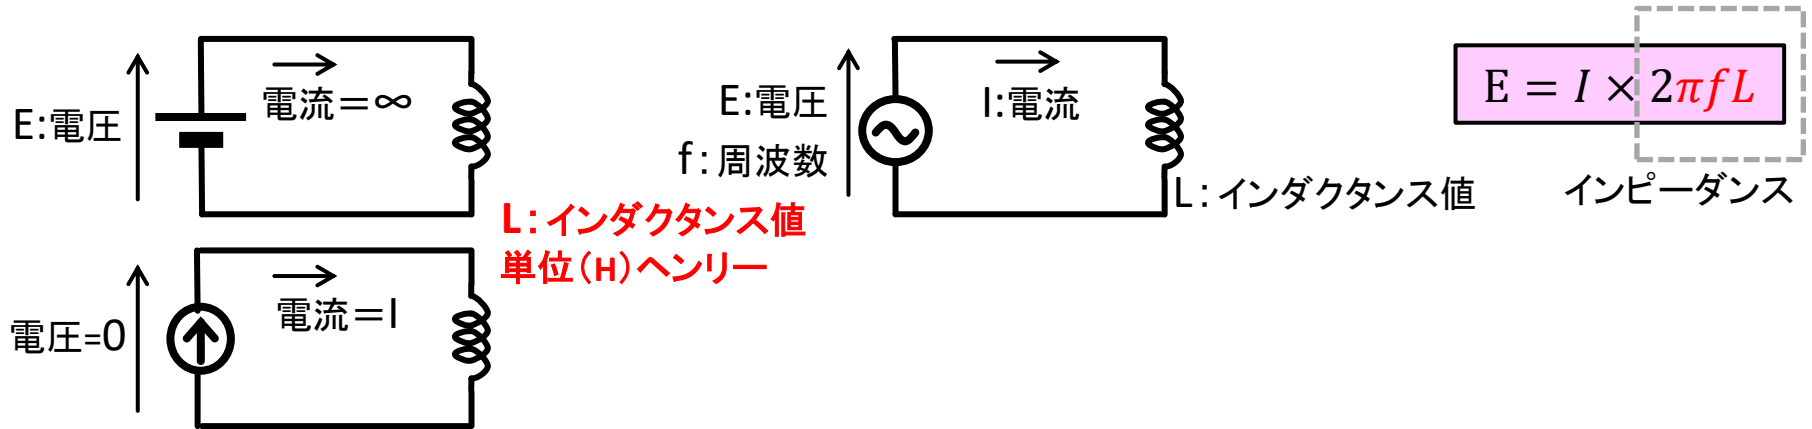 E:電圧
電流=∞
L:インダクタンス値
単位(H)ヘンリー
電圧=0
電流=I
E:電圧
f:周波数
I:電流
L:インダクタンス値
E = I × 2πfL
インピーダンス